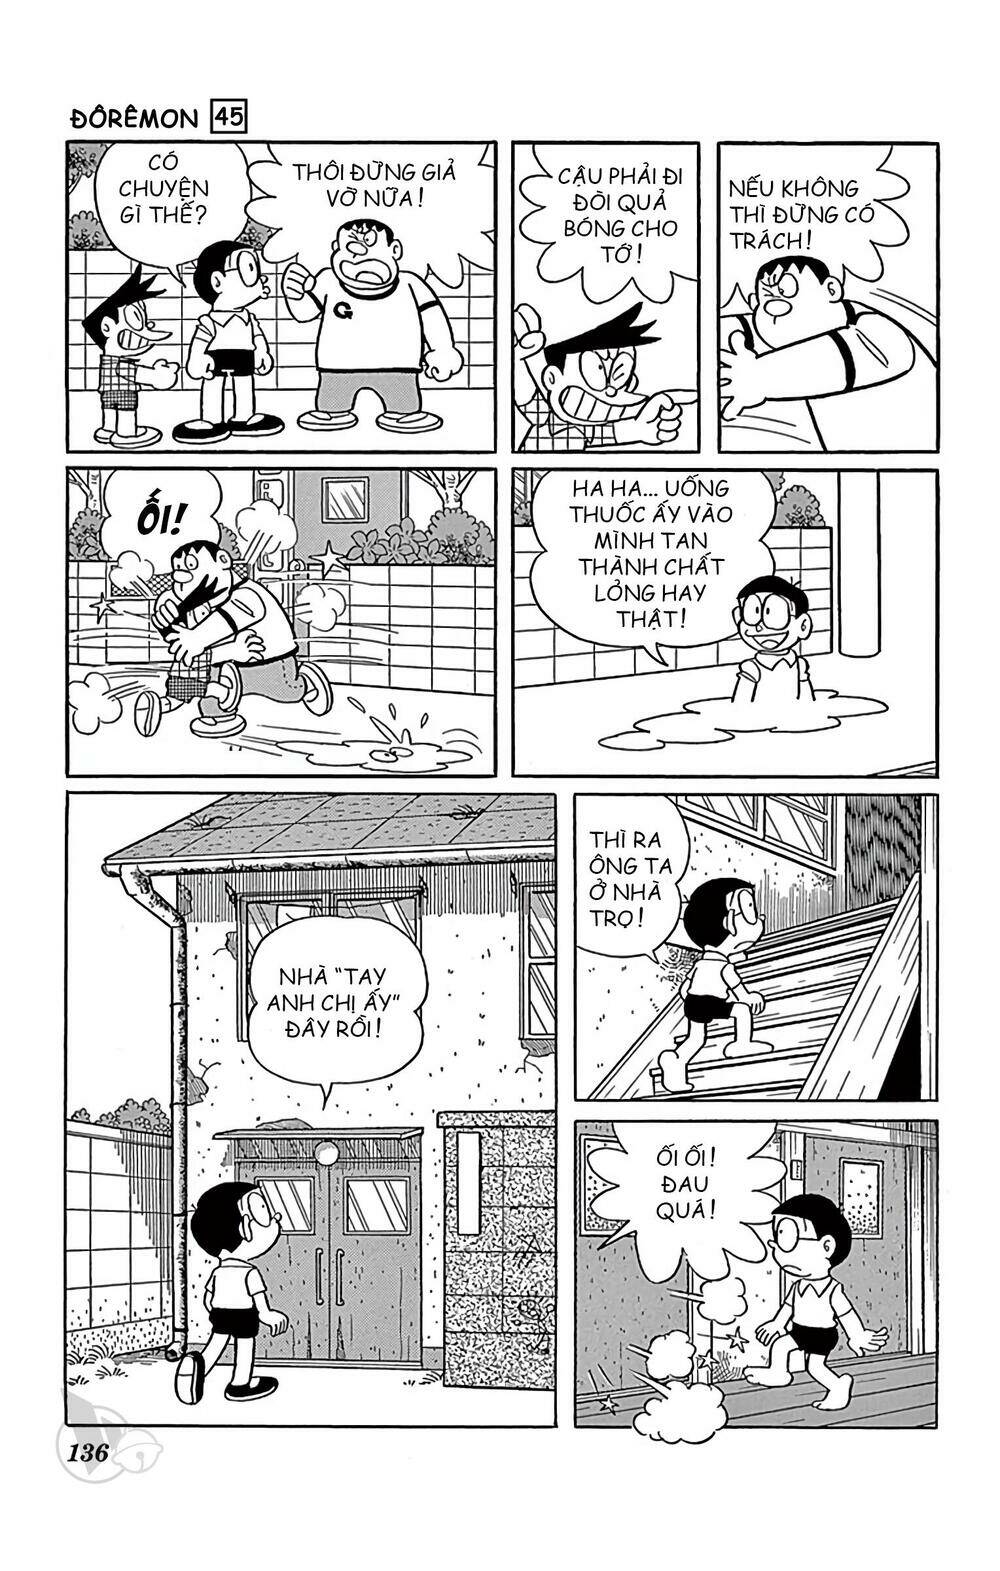 ĐÔRÊMON 45
CÓ
CHUYỆN
GÌ THẾ?
THÔI ĐỪNG GIẢ
VỜ NỮA!
CẬU PHẢI ĐI
ĐÒI QUẢ
BÓNG CHO
TỚ!
NẾU KHÔNG
THÌ ĐỪNG CÓ
TRÁCH!
G
ỐI!
HA HA... UỐNG
THUỐC ẤY VÀO
MÌNH TAN
THÀNH CHẤT
LỎNG HAY
THẬT!
NHÀ "TAY
ANH CHỊ ẤY"
ĐÂY RỒI!
THÌ RA
ÔNG TA
Ở NHÀ
TRỌ!
ỐI ỐI!
ĐAU
QUÁ!
136